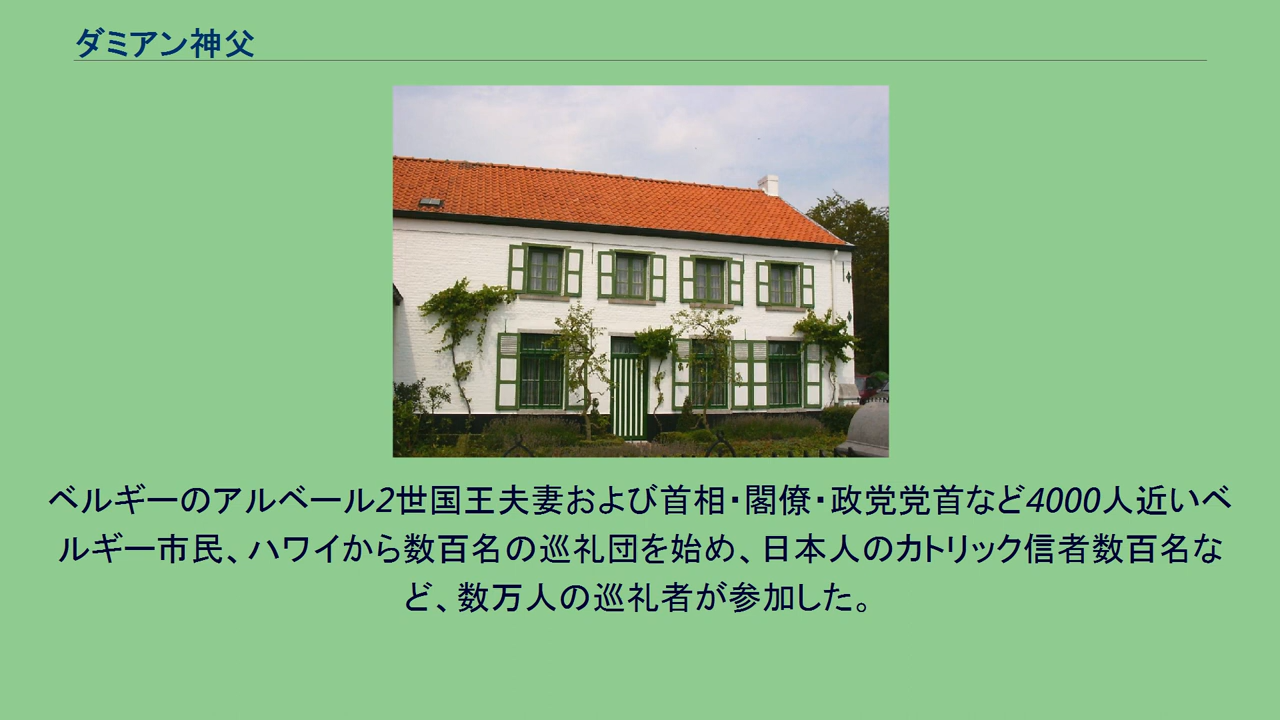 ダミアン神父
ベルギーのアルベール2世国王夫妻および首相・閣僚・政党党首など4000人近いベ
ルギー市民、ハワイから数百名の巡礼団を始め、日本人のカトリック信者数百名な
ど、数万人の巡礼者が参加した。